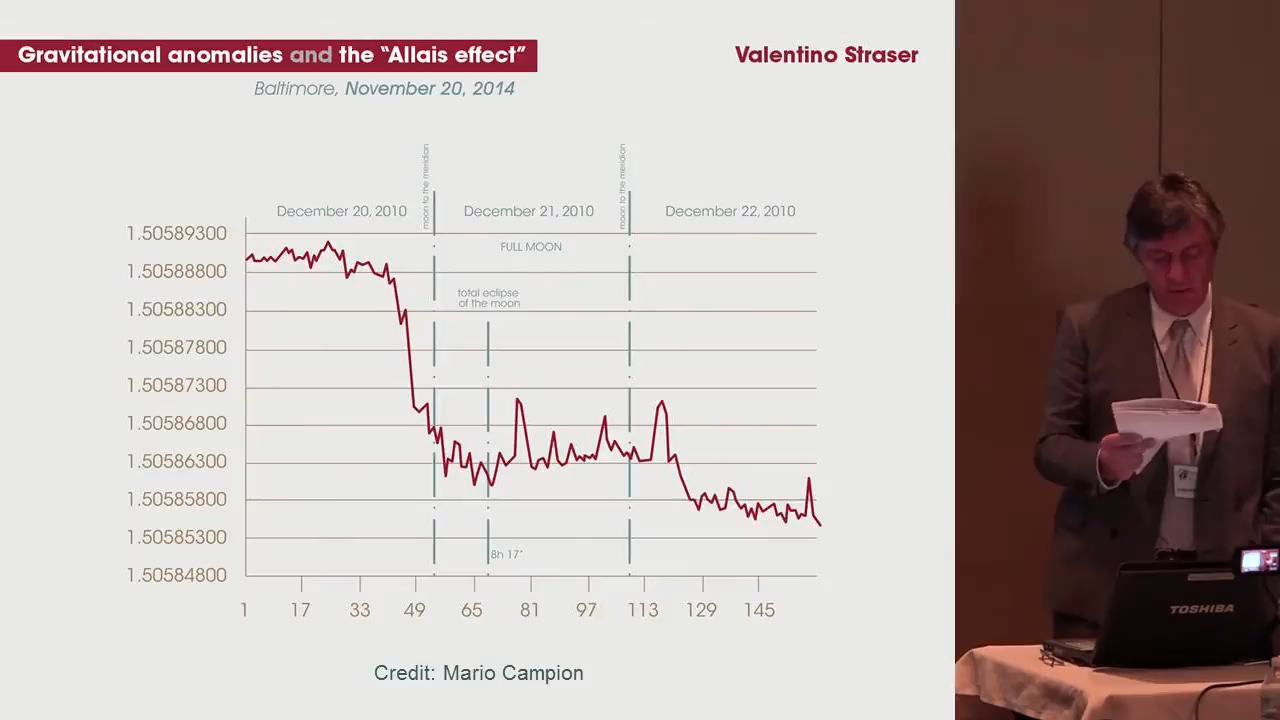 Gravitational anomalies and the “Allais effect”
Valentino Straser
Baltimore, November 20, 2014
moon to the meridian
moon to the meridian
December 20, 2010
December 21, 2010
December 22, 2010
FULL MOON
total eclipse
of the moon
8h 17"
1.50589300
1.50588800
1.50588300
1.50587800
1.50587300
1.50586800
1.50586300
1.50585800
1.50585300
1.50584800
1 17 33 49 65 81 97 113 129 145
Credit: Mario Campion
TOSHIBA